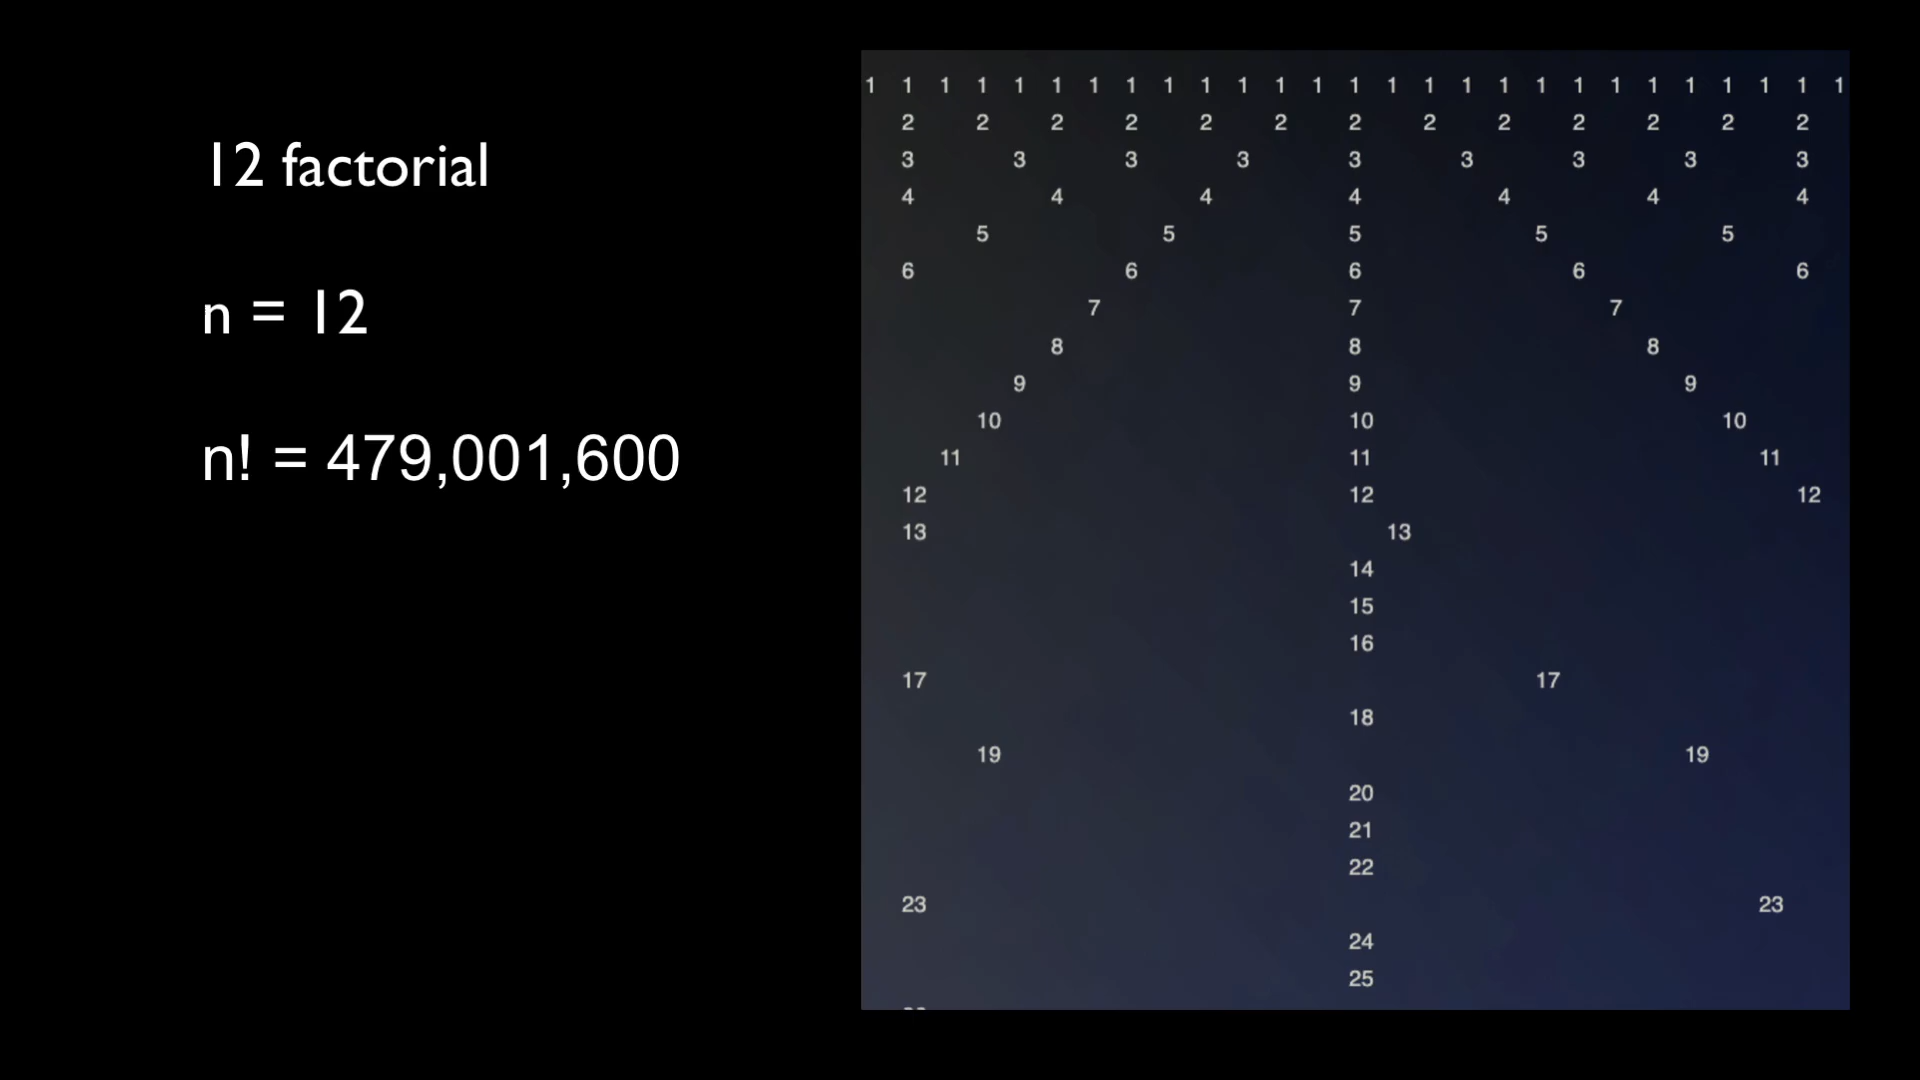 12 factorial
n = 12
n! = 479,001,600
1 1 1 1 1 1 1 1 1 1 1 1 1 1 1 1 1 1 1 1 1 1 1 1 1 1 1
2 2 2 2 2 2 2 2 2 2 2 2 2
3 3 3 3 3 3 3 3 3
4 4 4 4 4 4 4
5 5 5 5 5
6 6 6 6 6
7 7 7
8 8 8
9 9 9
10 10 10
11 11 11
12 12 12
13 13
14
15
16
17 17
18
19 19
20
21
22
23 23
24
25